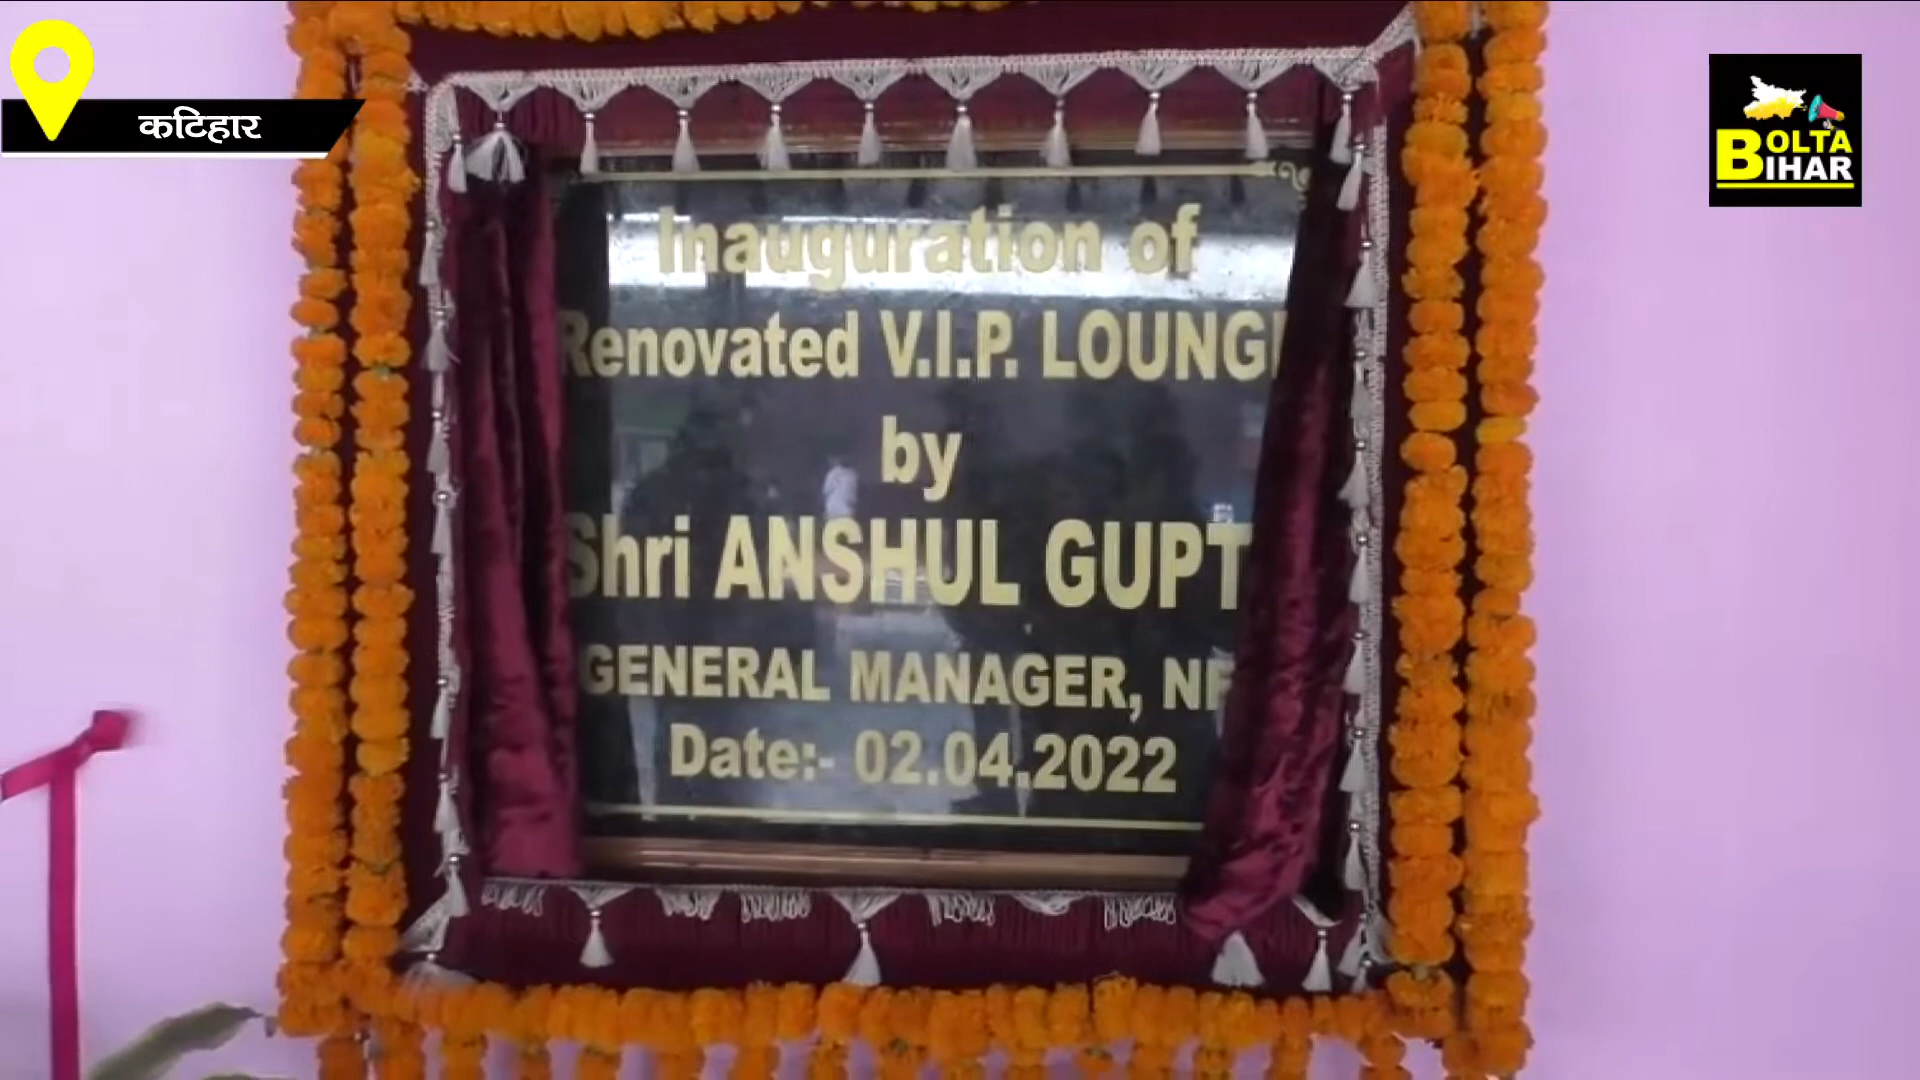 कटिहार
BOLTA
BIHAR
Inauguration of
Renovated V.I.P. LOUNG
by
Shri ANSHUL GUPT
GENERAL MANAGER, NF
Date:- 02.04.2022